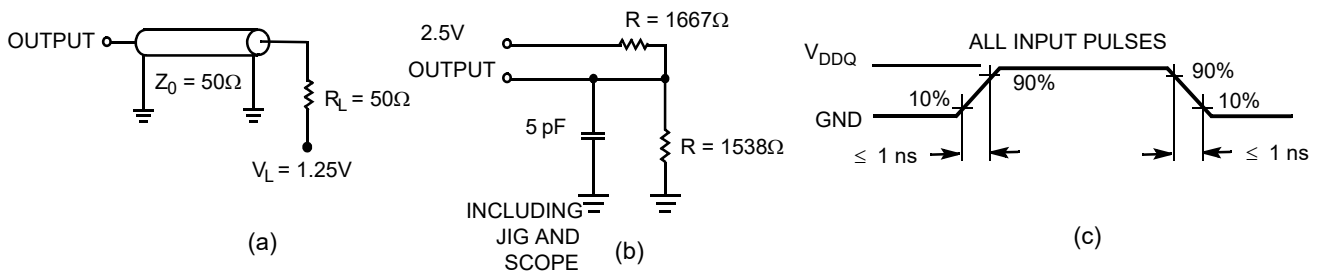 OUTPUT
Z0 = 50Ω
RL = 50Ω
VL = 1.25V
(a)
R = 1667Ω
2.5V
OUTPUT
5 pF
R = 1538Ω
INCLUDING
JIG AND
SCOPE
(b)
ALL INPUT PULSES
VDDQ
90%
90%
10%
10%
GND
≤ 1 ns
≤ 1 ns
(c)